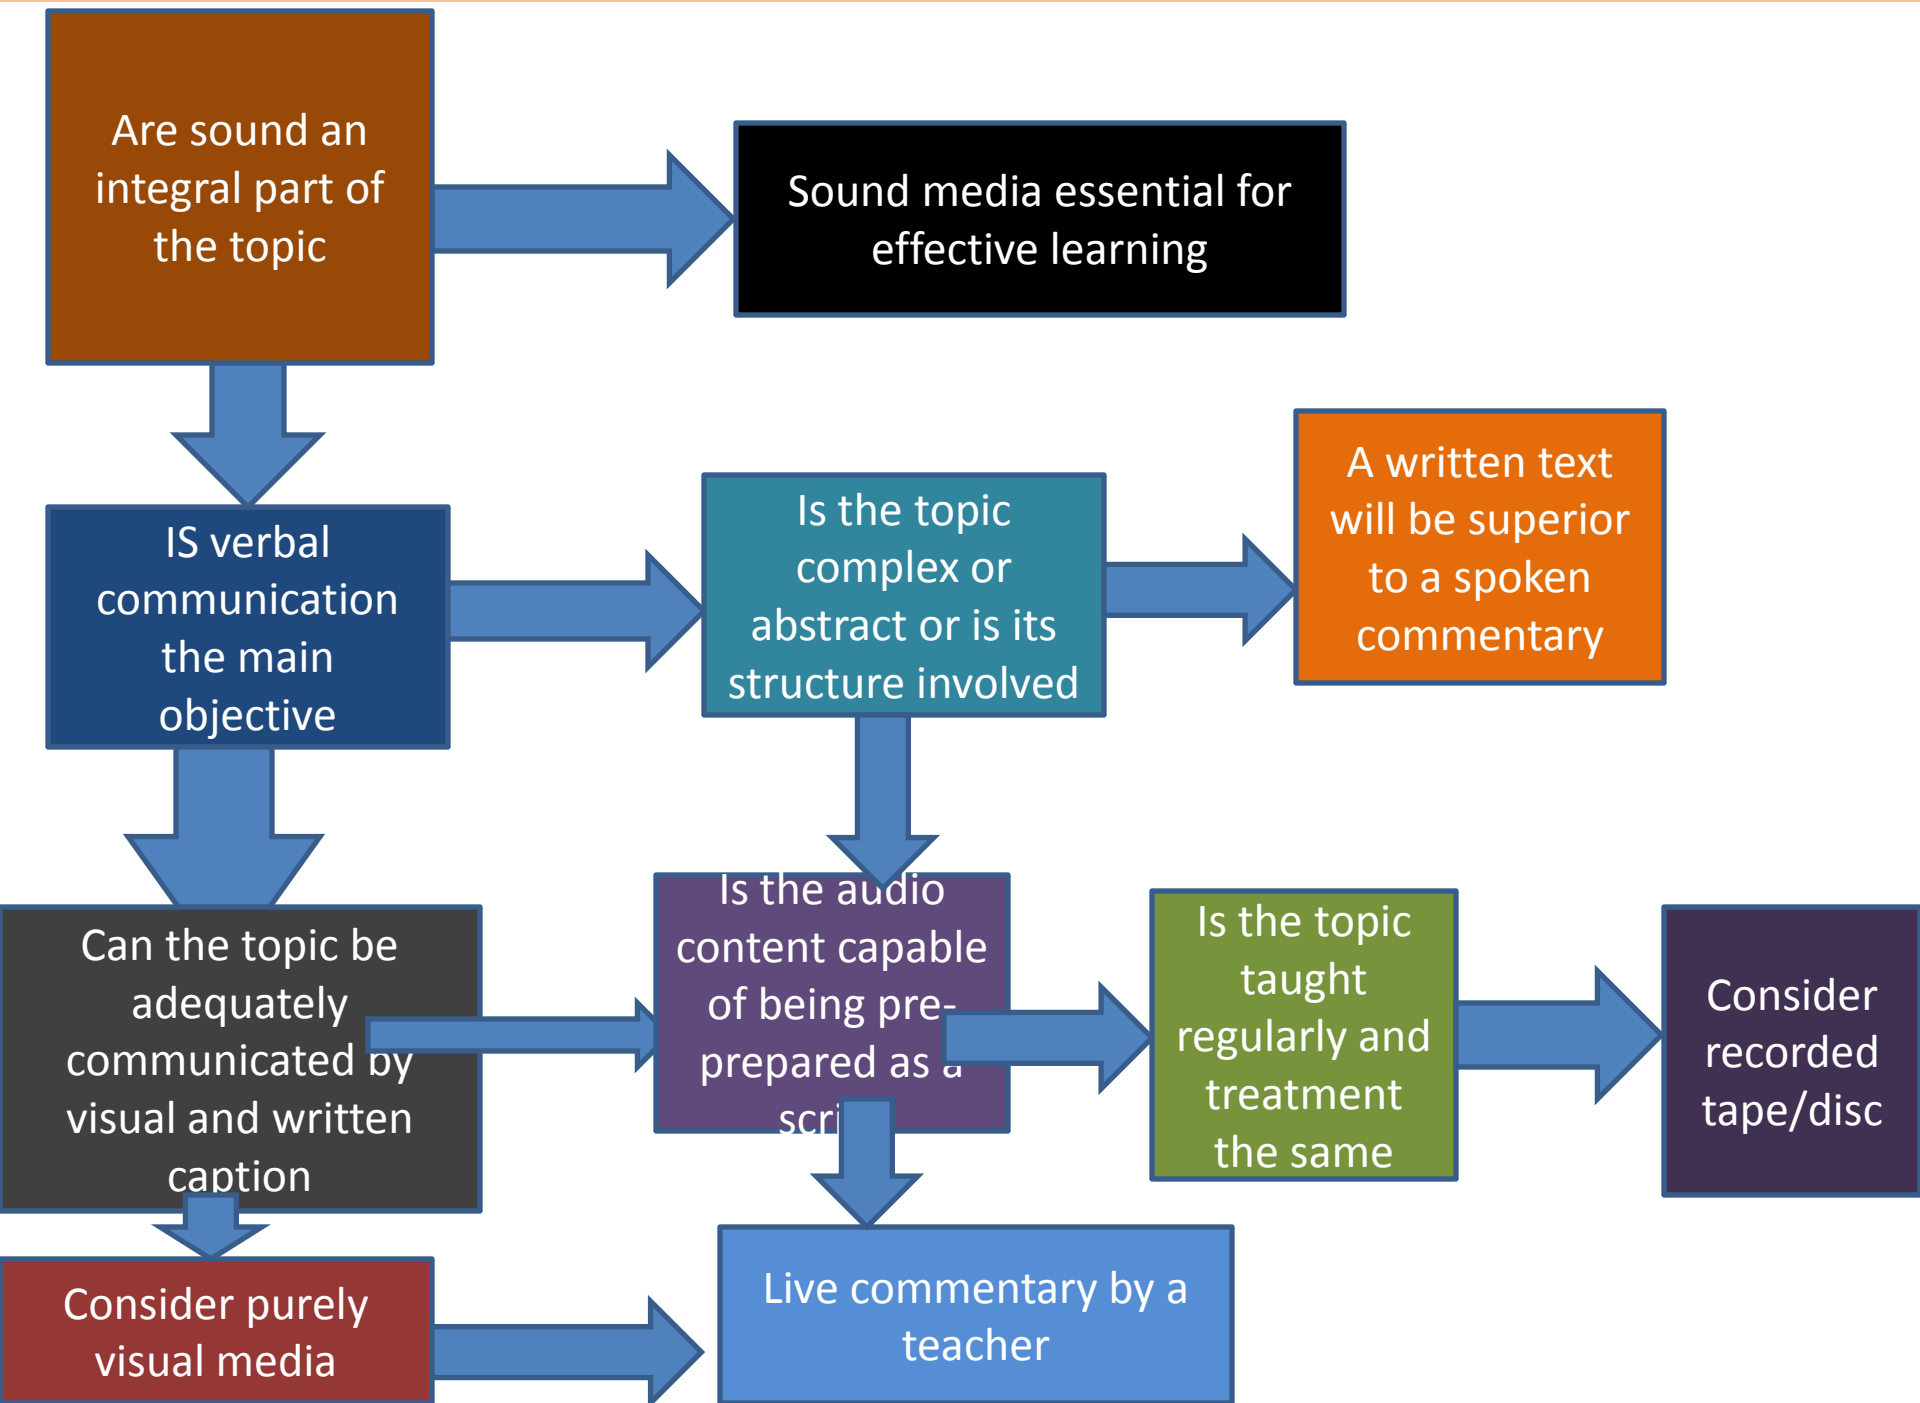 Are sound an
integral part of
the topic
Sound media essential for
effective learning
IS verbal
communication
the main
objective
Is the topic
complex or
abstract or is its
structure involved
A written text
will be superior
to a spoken
commentary
Can the topic be
adequately
communicated by
visual and written
caption
Is the audio
content capable
of being pre-
prepared as a
Is the topic
taught
regularly and
treatment
the same
Consider
recorded
tape/disc
Consider purely
visual media
Live commentary by a
teacher